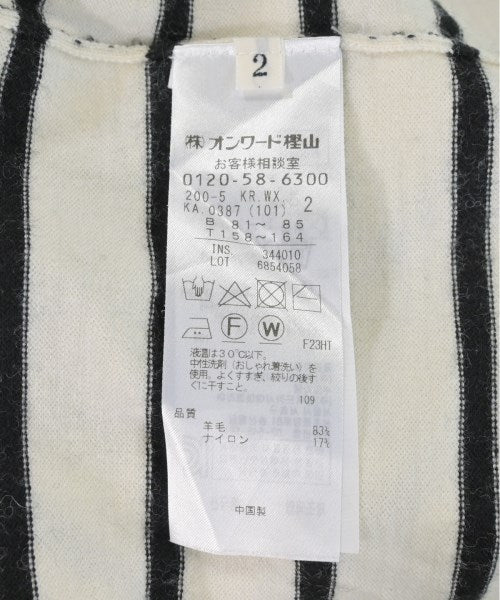 2
㈱オンワード樫山
お客様相談室
0120-58-6300
200-5 KR.WX.
KA.0387 (101) 2
B 81～ 85
T 158～164
INS. 344010
LOT 6854058
F W
F23HT
液温は30℃以下。
中性洗剤(おしゃれ着洗い)を
使用。よくすすぎ、絞りの後す
ぐに干すこと。
109
品質
羊毛 83%
ナイロン 17%
中国製